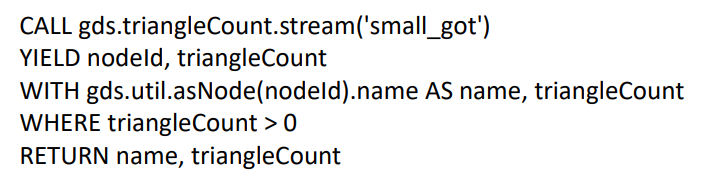 CALL gds.triangleCount.stream('small_got')
YIELD nodeId, triangleCount
WITH gds.util.asNode(nodeId).name AS name, triangleCount
WHERE triangleCount > 0
RETURN name, triangleCount